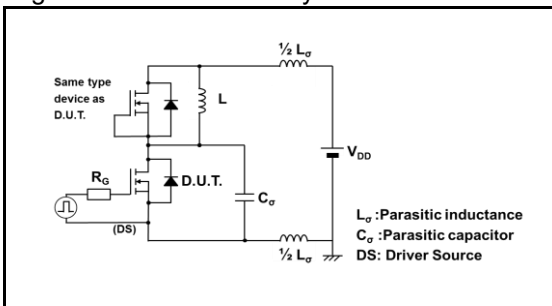 ½ Lσ
Same type
device as
D.U.T.
L
VDD
RG
D.U.T.
Cσ
(DS)
½ Lσ
Lσ :Parasitic inductance
Cσ :Parasitic capacitor
DS: Driver Source